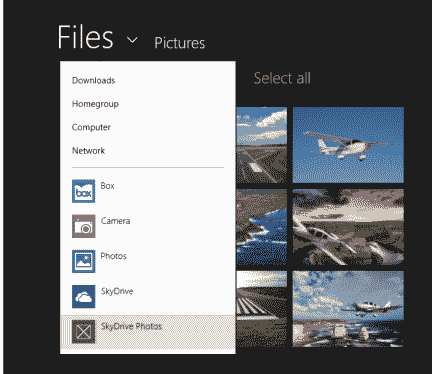 Files
Pictures
Select all
Downloads
Homegroup
Computer
Network
box
Box
Camera
Photos
SkyDrive
SkyDrive Photos